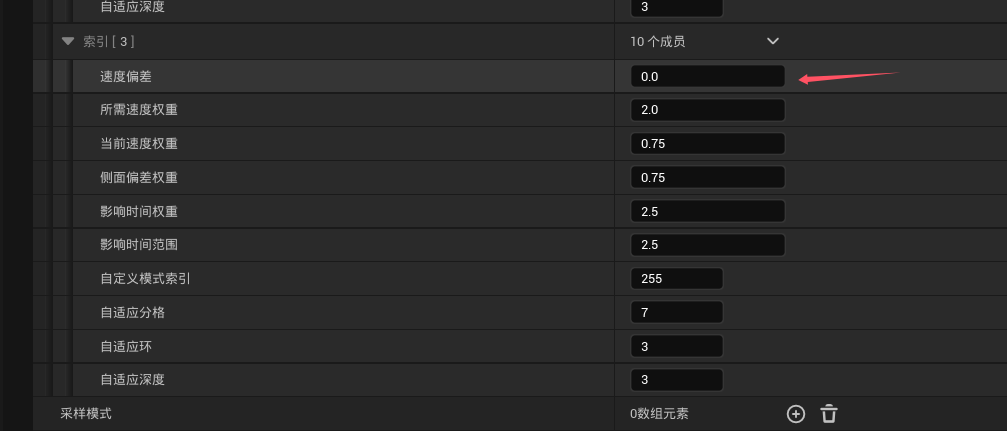 自适应深度 3
索引 [ 3 ] 10 个成员
速度偏差 0.0
所需速度权重 2.0
当前速度权重 0.75
侧面偏差权重 0.75
影响时间权重 2.5
影响时间范围 2.5
自定义模式索引 255
自适应分格 7
自适应环 3
自适应深度 3
采样模式 0数组元素